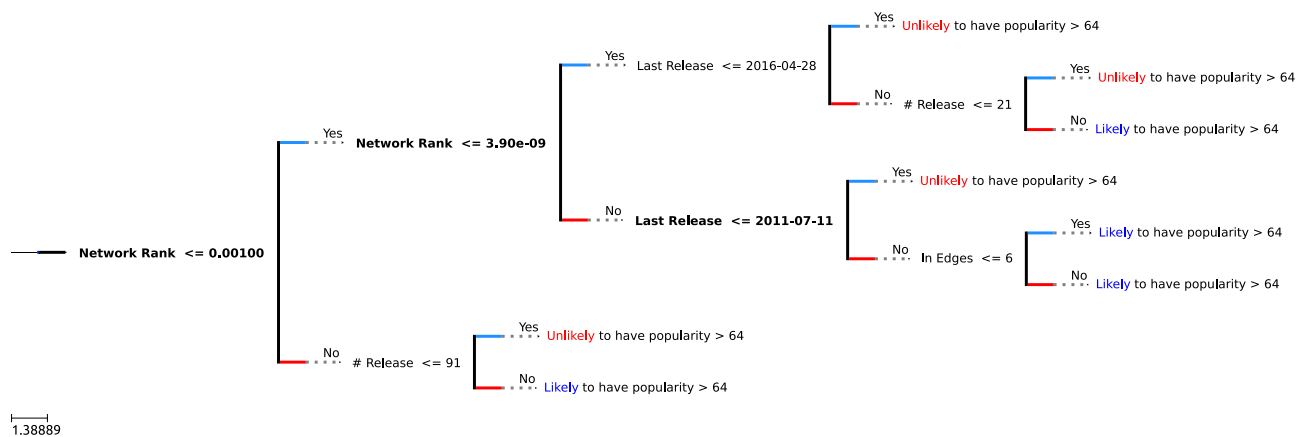 Yes
Unlikely to have popularity > 64
Yes
Last Release <= 2016-04-28
Yes
Unlikely to have popularity > 64
No
# Release <= 21
No
Likely to have popularity > 64
Yes
Network Rank <= 3.90e-09
Yes
Unlikely to have popularity > 64
No
Last Release <= 2011-07-11
Yes
Likely to have popularity > 64
No
In Edges <= 6
No
Likely to have popularity > 64
Network Rank <= 0.00100
Yes
Unlikely to have popularity > 64
No
# Release <= 91
No
Likely to have popularity > 64
1.38889